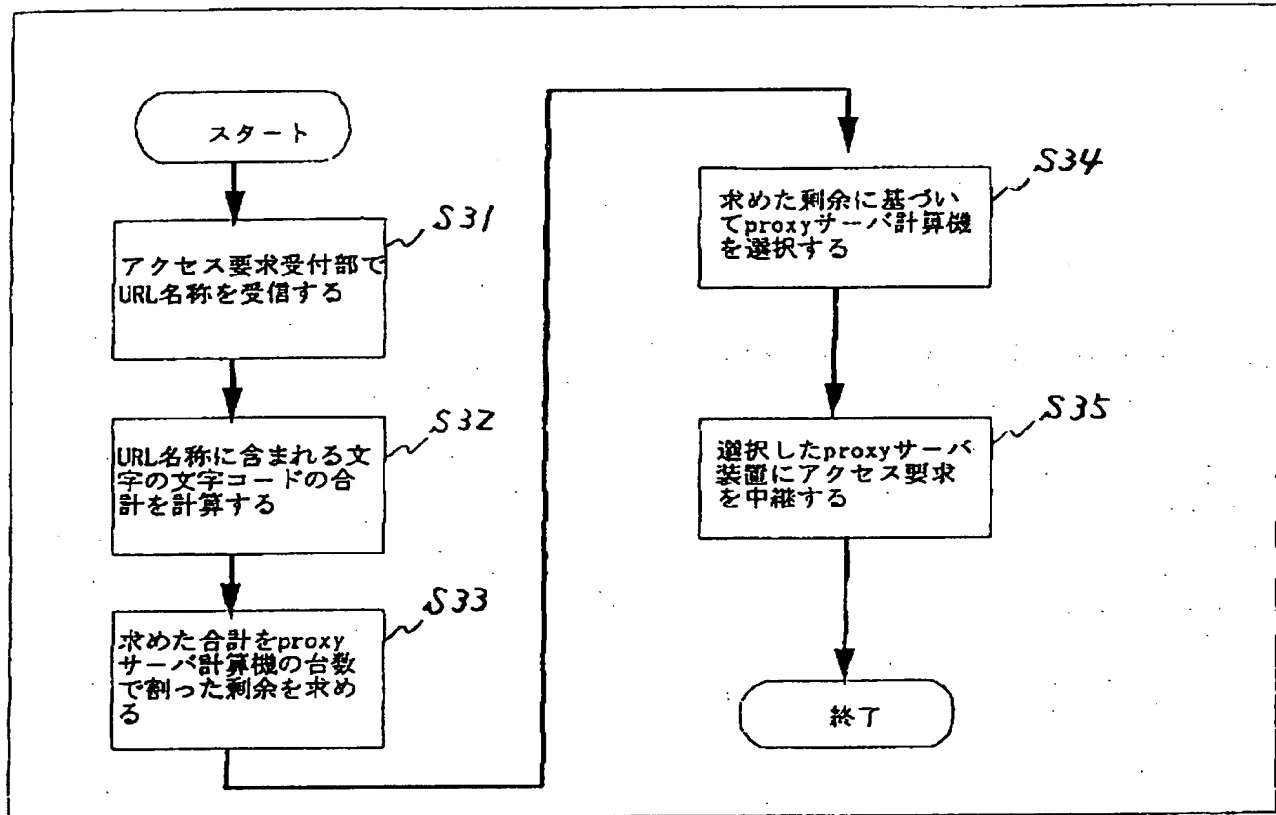 スタート
S31
アクセス要求受付部で
URL名称を受信する
S32
URL名称に含まれる文
字の文字コードの合
計を計算する
S33
求めた合計をproxy
サーバ計算機の台数
で割った剰余を求め
る
S34
求めた剰余に基づい
てproxyサーバ計算機
を選択する
S35
選択したproxyサーバ
装置にアクセス要求
を中継する
終了